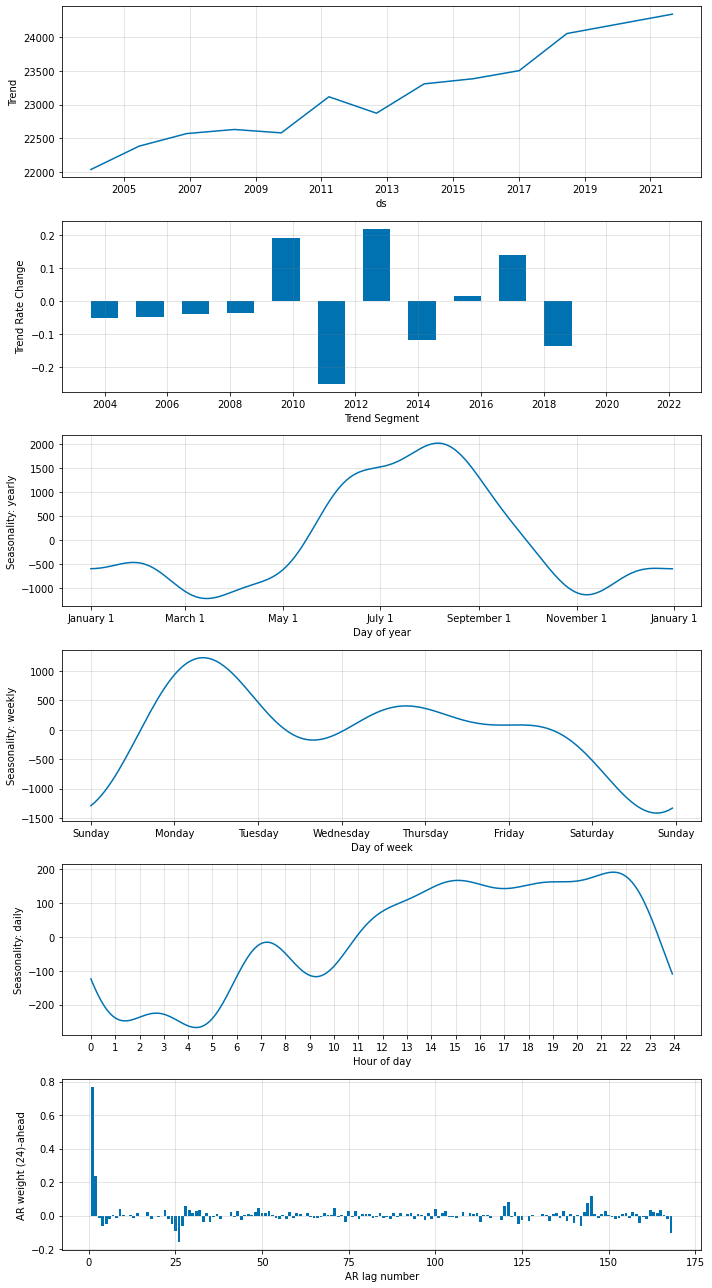 24000
23500
23000
22500
22000
Trend
2005 2007 2009 2011 2013 2015 2017 2019 2021
ds
0.2
0.1
0.0
−0.1
−0.2
Trend Rate Change
2004 2006 2008 2010 2012 2014 2016 2018 2020 2022
Trend Segment
2000
1500
1000
500
0
−500
−1000
Seasonality: yearly
January 1 March 1 May 1 July 1 September 1 November 1 January 1
Day of year
1000
500
0
−500
−1000
−1500
Seasonality: weekly
Sunday Monday Tuesday Wednesday Thursday Friday Saturday Sunday
Day of week
200
100
0
−100
−200
Seasonality: daily
0 1 2 3 4 5 6 7 8 9 10 11 12 13 14 15 16 17 18 19 20 21 22 23 24
Hour of day
0.8
0.6
0.4
0.2
0.0
−0.2
AR weight (24)-ahead
0 25 50 75 100 125 150 175
AR lag number